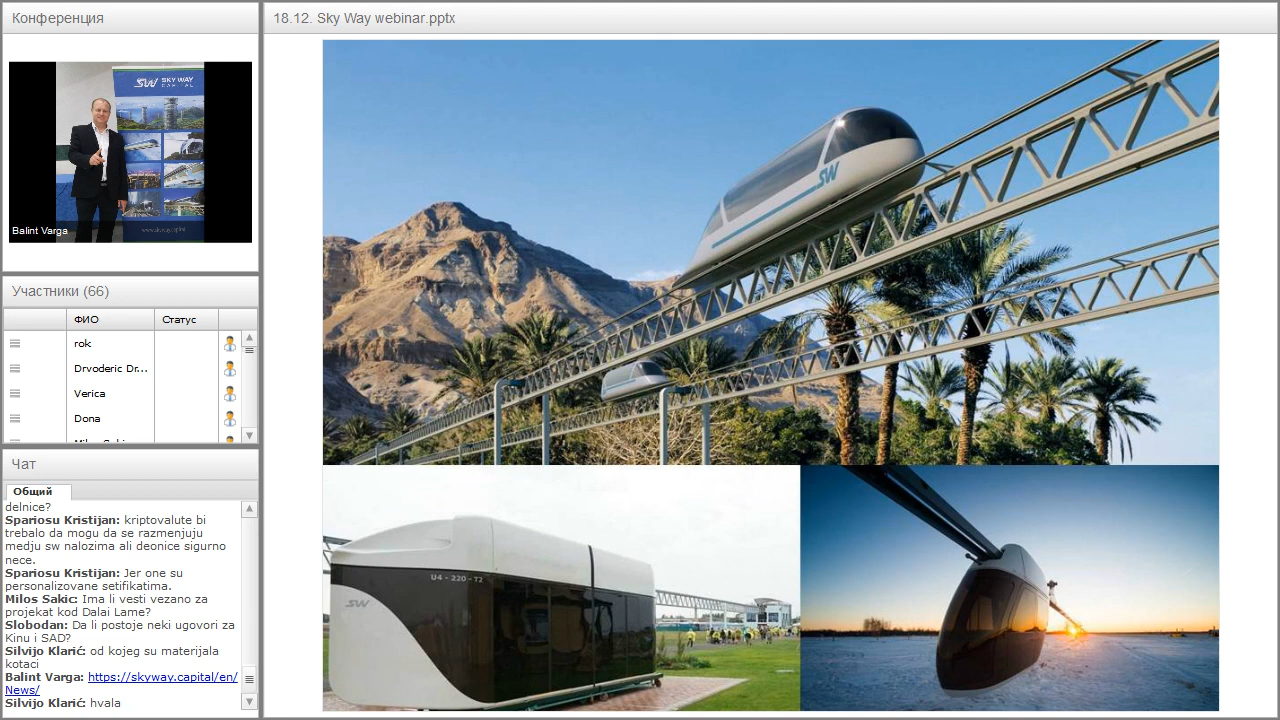 Конференция
SW SKY WAY
CAPITAL
Balint Varga
Участники (66)
ФИО Статус
rok
Drvoderic Dr...
Verica
Dona
Чат
Общий
delnice?
Spariosu Kristijan: kriptovalute bi
trebalo da mogu da se razmenjuju
medju sw nalozima ali deonice sigurno
nece.
Spariosu Kristijan: Jer one su
personalizovane setifikatima.
Milos Sakic: Ima li vesti vezano za
projekat kod Dalai Lame?
Siniša: Da li postoje neki ugovori za
Kinu i SAD?
Silvijo Klarić:
kojeg su menrijala
kotaci
Balint Varga: https://skyway.capital/en/
News/
Silvijo Klarić: hvala
18.12. Sky Way webinar.pptx
SW
U4 - 220 - T2
SW